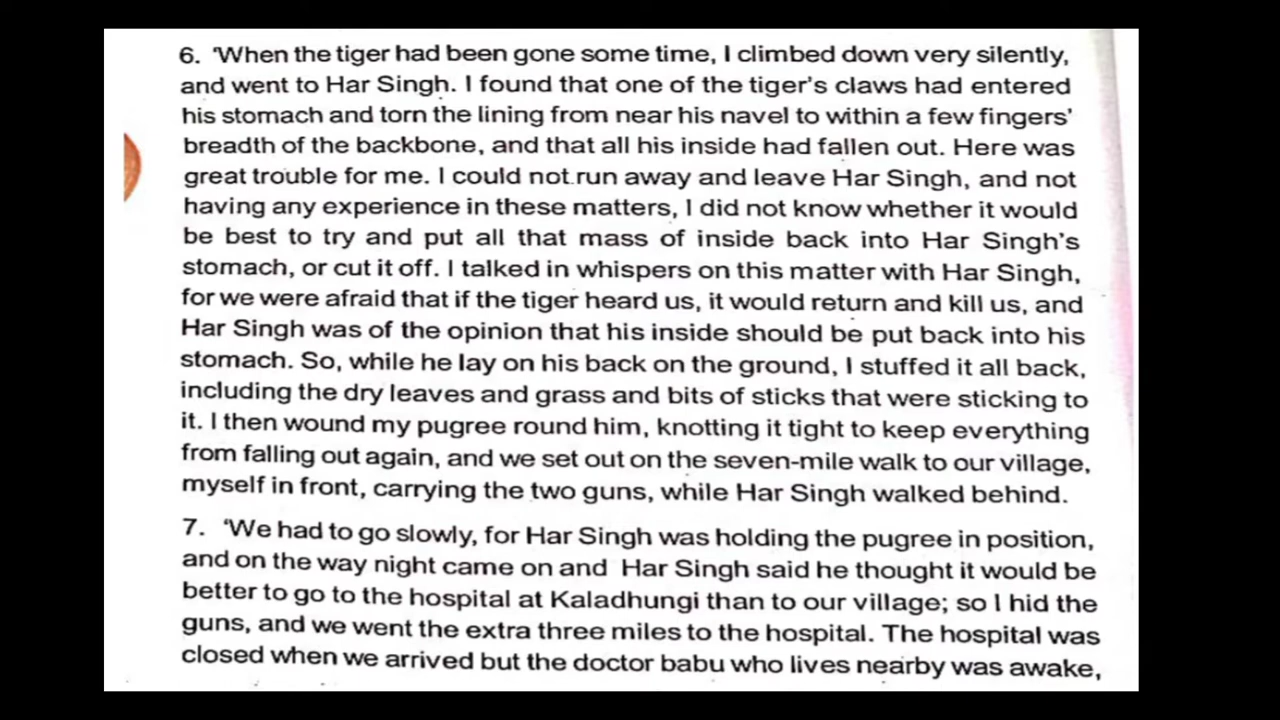 6. 'When the tiger had been gone some time, I climbed down very silently,
and went to Har Singh. I found that one of the tiger's claws had entered
his stomach and torn the lining from near his navel to within a few fingers'
breadth of the backbone, and that all his inside had fallen out. Here was
great trouble for me. I could not run away and leave Har Singh, and not
having any experience in these matters, I did not know whether it would
be best to try and put all that mass of inside back into Har Singh's
stomach, or cut it off. I talked in whispers on this matter with Har Singh,
for we were afraid that if the tiger heard us, it would return and kill us, and
Har Singh was of the opinion that his inside should be put back into his
stomach. So, while he lay on his back on the ground, I stuffed it all back,
including the dry leaves and grass and bits of sticks that were sticking to
it. I then wound my pugree round him, knotting it tight to keep everything
from falling out again, and we set out on the seven-mile walk to our village,
myself in front, carrying the two guns, while Har Singh walked behind.
7. 'We had to go slowly, for Har Singh was holding the pugree in position,
and on the way night came on and Har Singh said he thought it would be
better to go to the hospital at Kaladhungi than to our village; so I hid the
guns, and we went the extra three miles to the hospital. The hospital was
closed when we arrived but the doctor babu who lives nearby was awake,